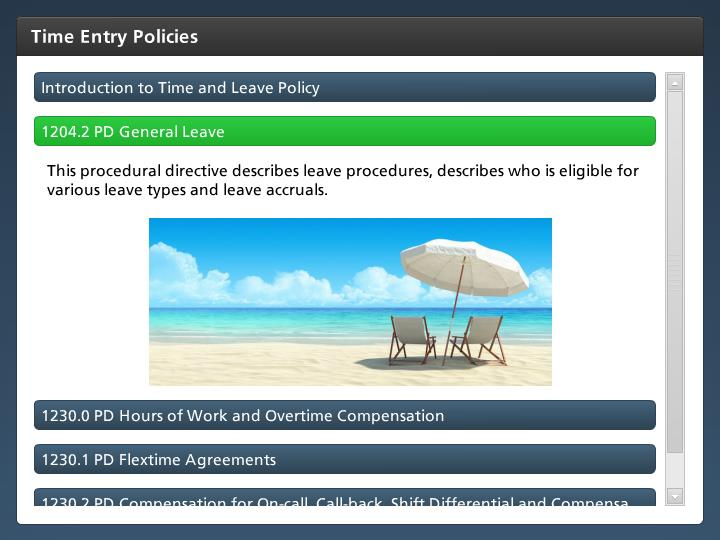 Time Entry Policies
Introduction to Time and Leave Policy
1204.2 PD General Leave
This procedural directive describes leave procedures, describes who is eligible for
various leave types and leave accruals.
1230.0 PD Hours of Work and Overtime Compensation
1230.1 PD Flextime Agreements
1230.2 PD Compensation for On-call, Call-back, Shift Differential and Compensa